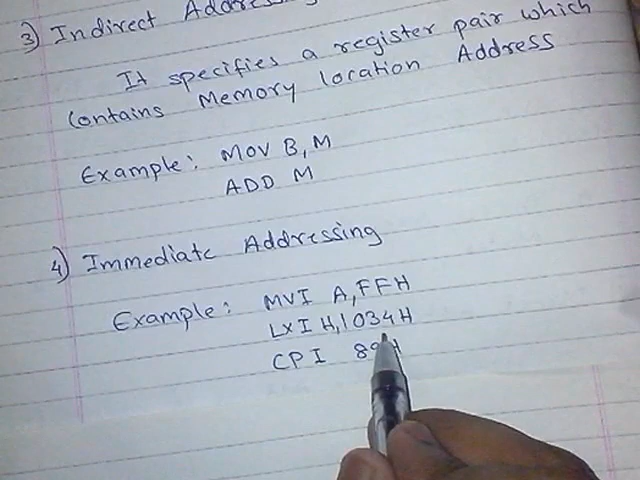 3) Indirect Addressing
It specifies a register pair which
Contains Memory location Address
Example: MOV B,M
ADD M
4) Immediate Addressing
Example: MVI A,FFH
LXI H,1034H
CPI